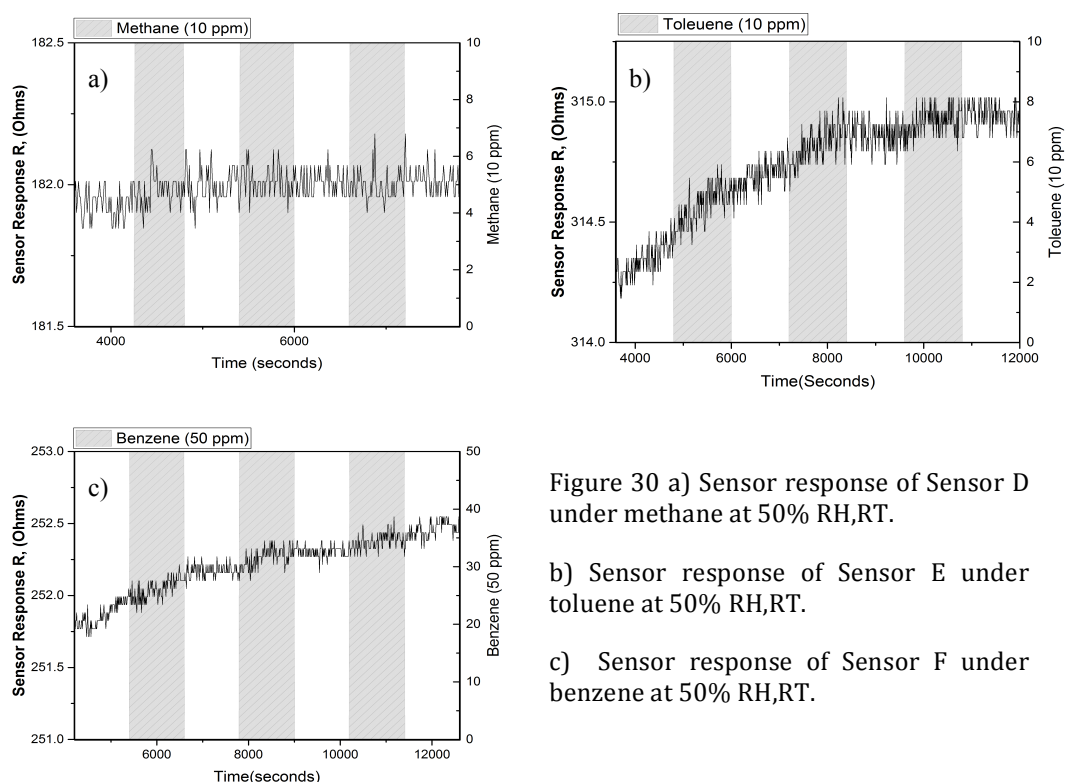 Methane (10 ppm)
182.5
182.0
181.5
Sensor Response R, (Ohms)
a)
10
8
6
4
2
0
Methane (10 ppm)
4000 6000
Time (seconds)
Toleuene (10 ppm)
315.0
314.5
314.0
Sensor Response R, (Ohms)
b)
10
8
6
4
2
0
Toleuene (10 ppm)
4000 6000 8000 10000 12000
Time(Seconds)
Benzene (50 ppm)
253.0
252.5
252.0
251.5
251.0
Sensor Response R, (Ohms)
c)
50
40
30
20
10
0
Benzene (50 ppm)
6000 8000 10000 12000
Time(seconds)
Figure 30 a) Sensor response of Sensor D
under methane at 50% RH,RT.
b) Sensor response of Sensor E under
toluene at 50% RH,RT.
c) Sensor response of Sensor F under
benzene at 50% RH,RT.